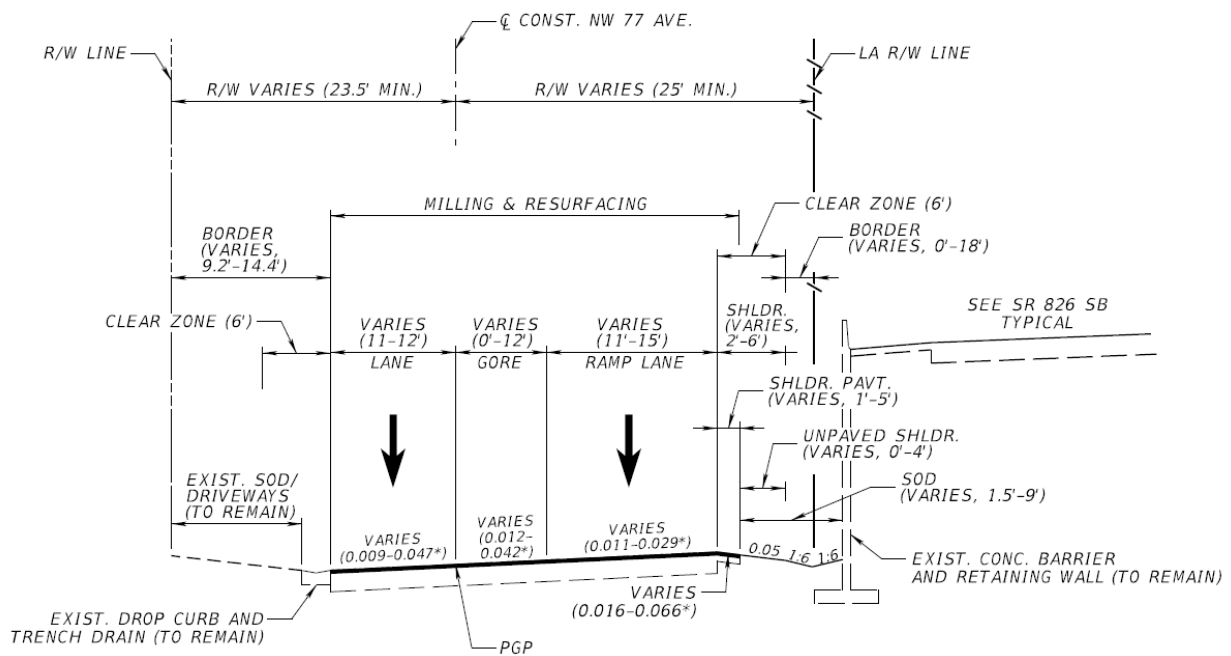 ℄ CONST. NW 77 AVE.
R/W LINE
LA R/W LINE
R/W VARIES (23.5' MIN.)
R/W VARIES (25' MIN.)
MILLING & RESURFACING
CLEAR ZONE (6')
BORDER
(VARIES,
9.2'-14.4')
BORDER
(VARIES, 0'-18')
CLEAR ZONE (6')
VARIES
(11-12')
LANE
VARIES
(0'-12')
GORE
VARIES
(11'-15')
RAMP LANE
SHLDR.
(VARIES,
2'-6')
SEE SR 826 SB
TYPICAL
SHLDR. PAVT.
(VARIES, 1'-5')
UNPAVED SHLDR.
(VARIES, 0'-4')
SOD
(VARIES, 1.5'-9')
EXIST. SOD/
DRIVEWAYS
(TO REMAIN)
VARIES
(0.009-0.047*)
VARIES
(0.012-
0.042*)
VARIES
(0.011-0.029*)
0.05 1:6 1:6
EXIST. CONC. BARRIER
AND RETAINING WALL (TO REMAIN)
VARIES
(0.016-0.066*)
EXIST. DROP CURB AND
TRENCH DRAIN (TO REMAIN)
PGP